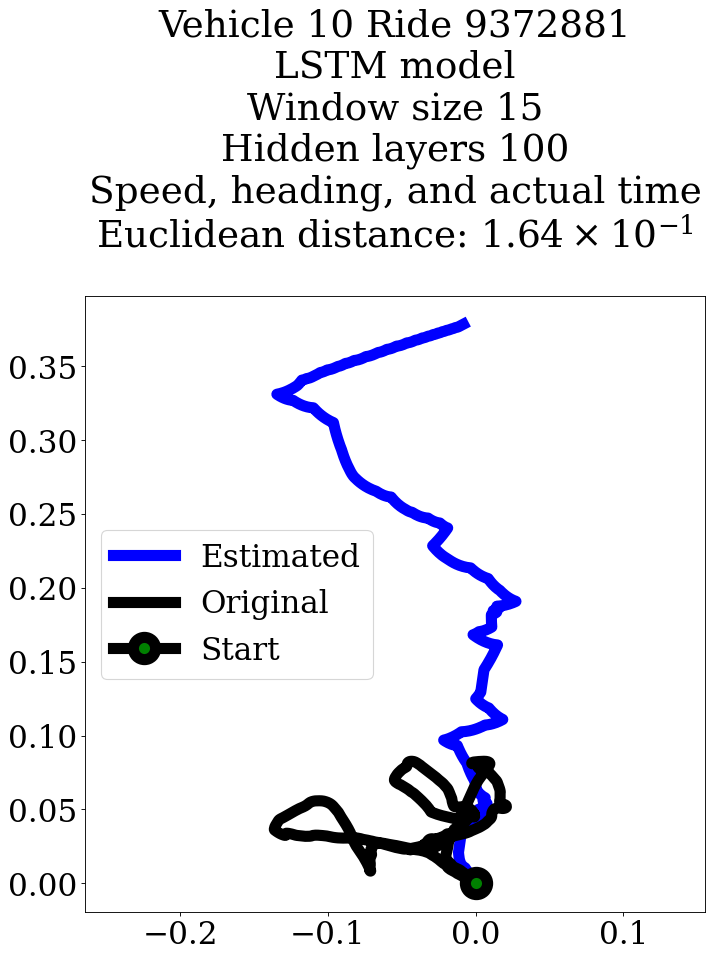 Vehicle 10 Ride 9372881
LSTM model
Window size 15
Hidden layers 100
Speed, heading, and actual time
Euclidean distance: 1.64 × 10⁻¹
0.35
0.30
0.25
0.20
0.15
0.10
0.05
0.00
Estimated
Original
Start
−0.2
−0.1
0.0
0.1